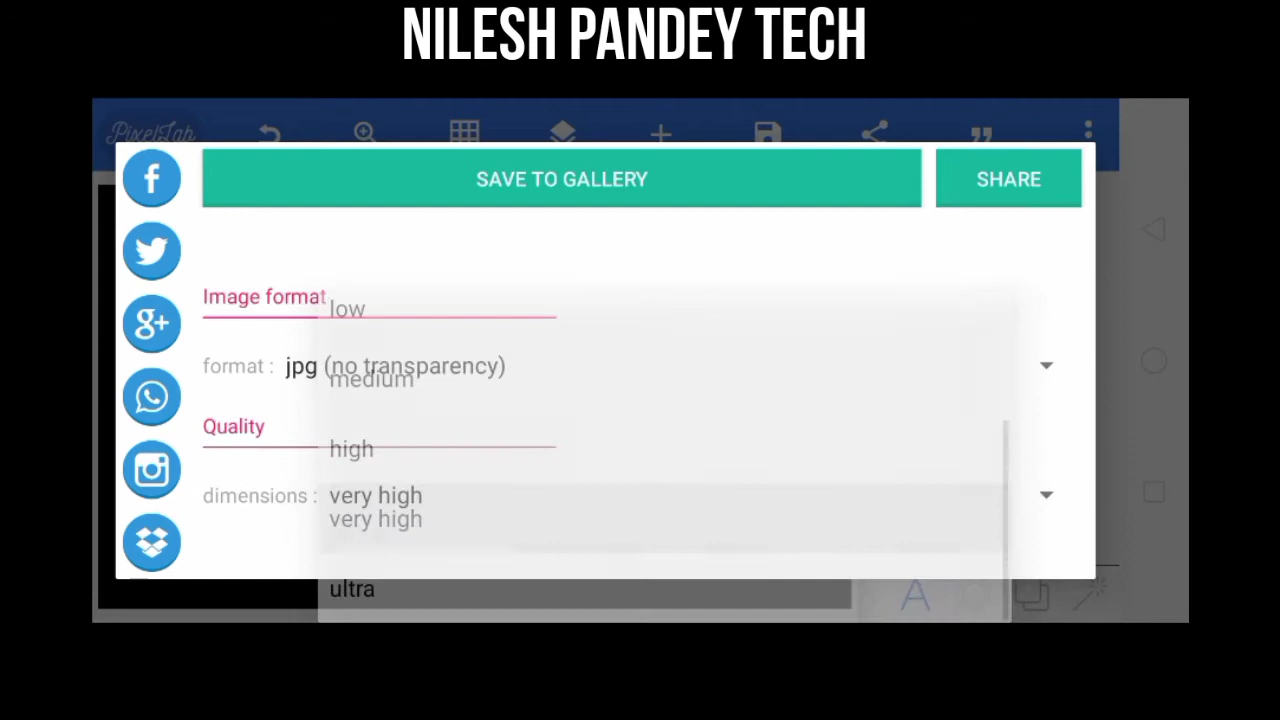 NILESH PANDEY TECH
PixelLab
SAVE TO GALLERY
SHARE
Image format
low
format : jpg (no transparency)
medium
Quality
high
dimensions : very high
very high
ultra